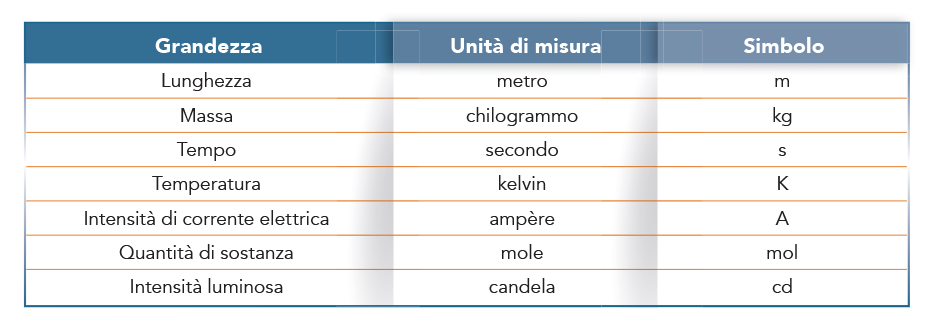 Grandezza Unità di misura Simbolo
Lunghezza metro m
Massa chilogrammo kg
Tempo secondo s
Temperatura kelvin K
Intensità di corrente elettrica ampère A
Quantità di sostanza mole mol
Intensità luminosa candela cd